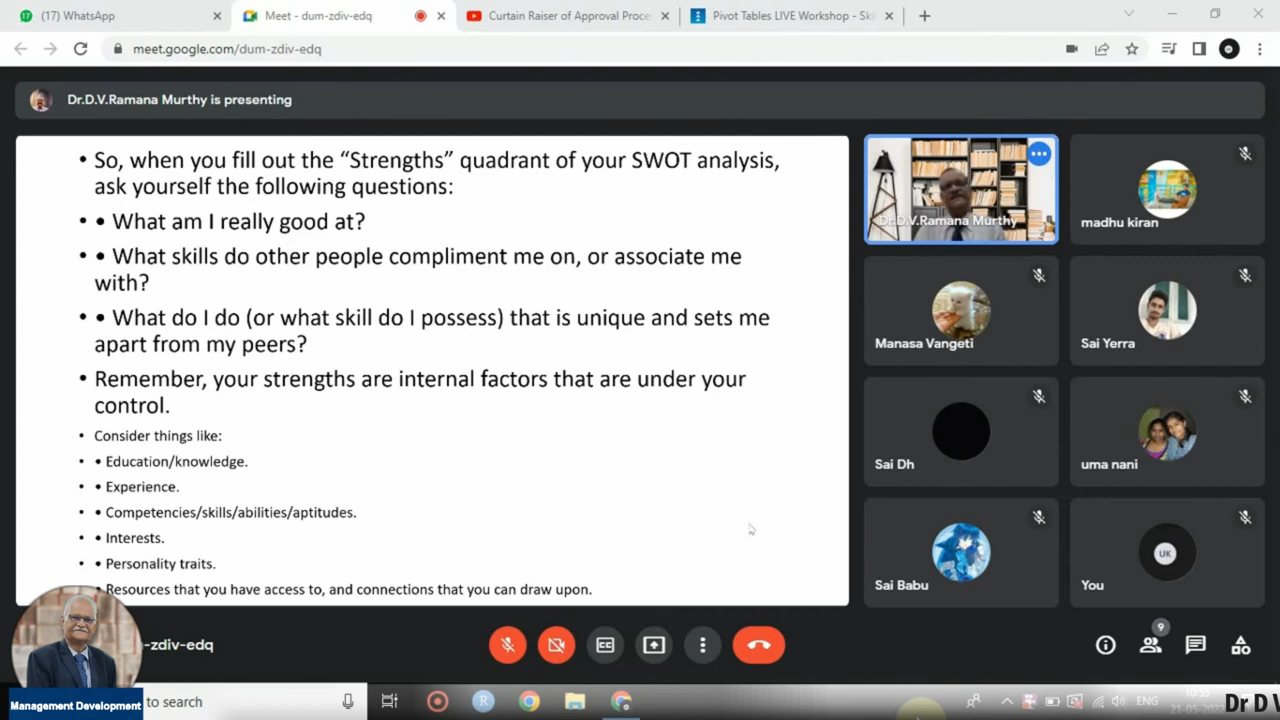 (17) WhatsApp
Meet - dum-zdiv-edq
Curtain Raiser of Approval Proce
Pivot Tables LIVE Workshop - Ski
meet.google.com/dum-zdiv-edq
Dr.D.V.Ramana Murthy is presenting
• So, when you fill out the “Strengths” quadrant of your SWOT analysis,
ask yourself the following questions:
• • What am I really good at?
• • What skills do other people compliment me on, or associate me
with?
• • What do I do (or what skill do I possess) that is unique and sets me
apart from my peers?
• Remember, your strengths are internal factors that are under your
control.
• Consider things like:
• • Education/knowledge.
• • Experience.
• • Competencies/skills/abilities/aptitudes.
• • Interests.
• • Personality traits.
• Resources that you have access to, and connections that you can draw upon.
Dr.D.V.Ramana Murthy
madhu kiran
Manasa Vangeti
Sai Yerra
Sai Dh
uma nani
Sai Babu
UK
You
-zdiv-edq
CC
9
Management Development
to search
R
ENG
Dr D V